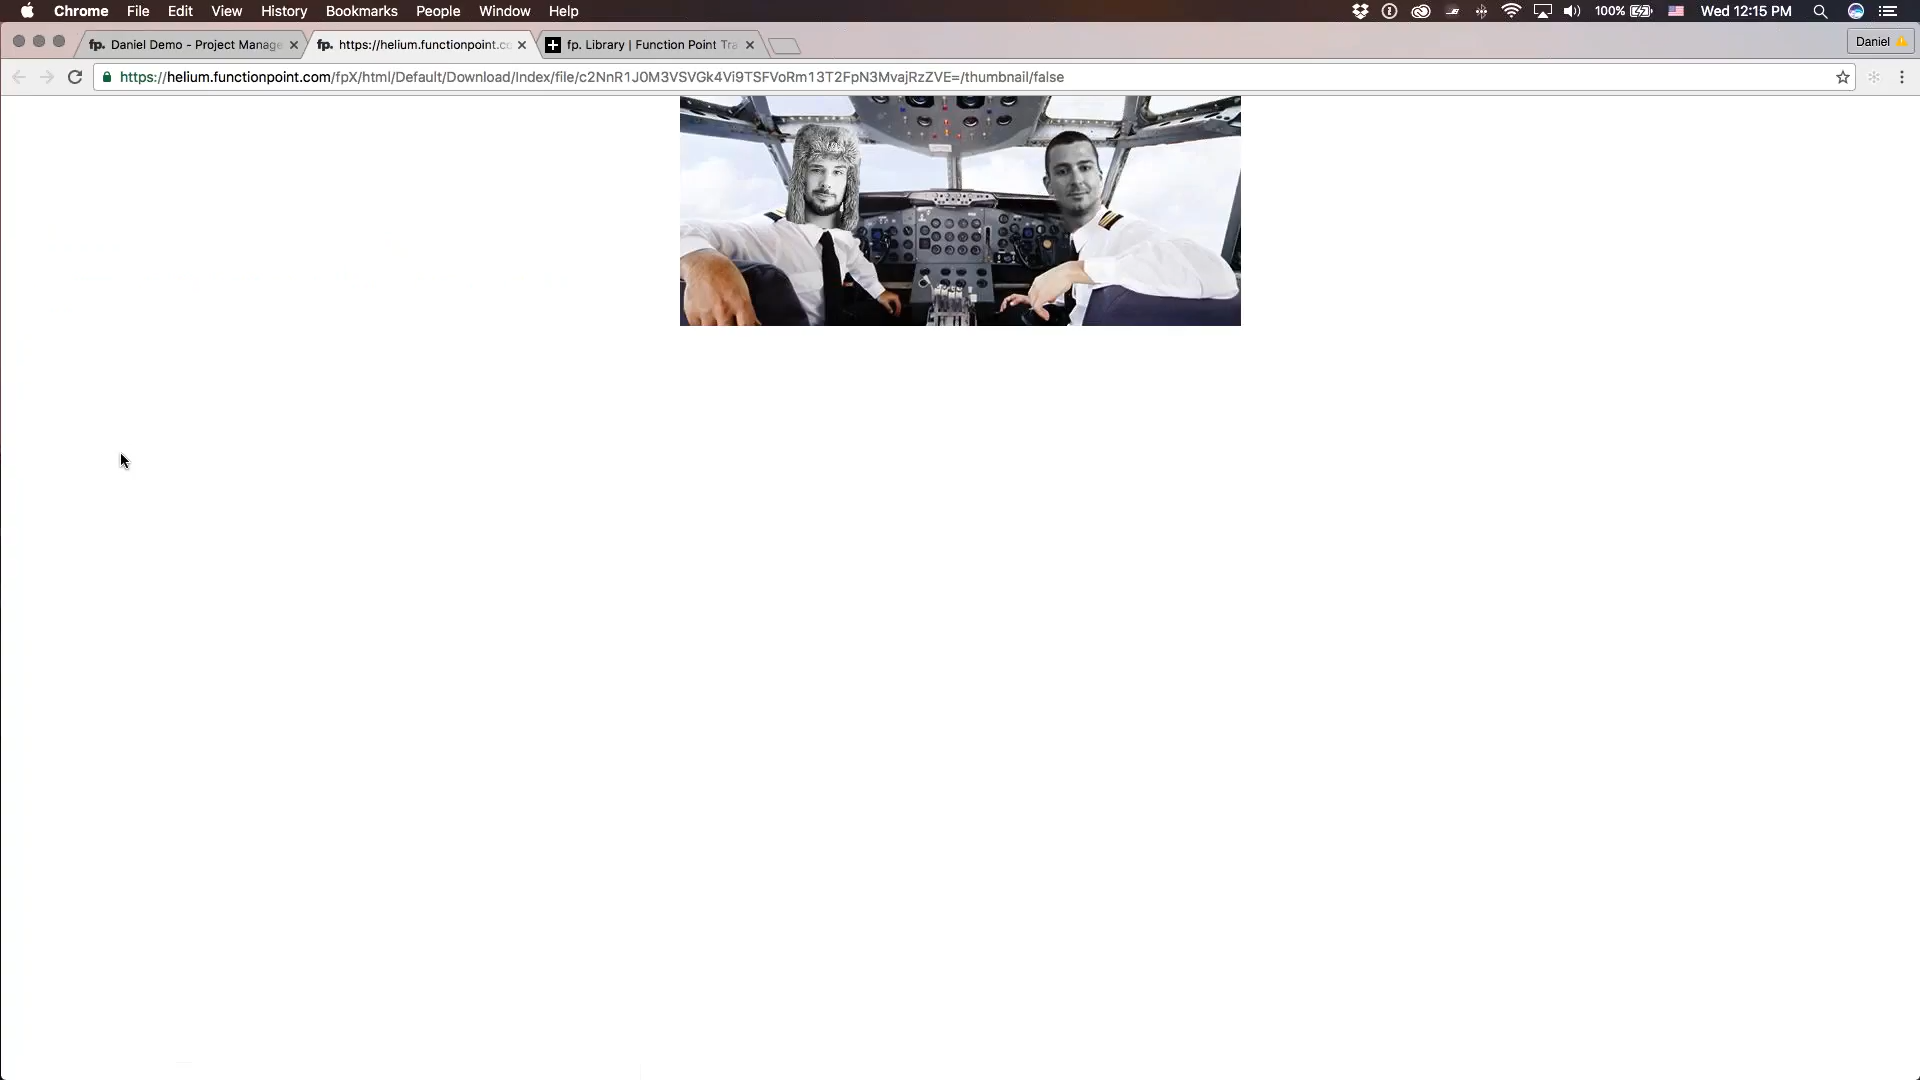 Chrome File Edit View History Bookmarks People Window Help 100% Wed 12:15 PM
fp. Daniel Demo - Project Manage fp. https://helium.functionpoint.co fp. Library | Function Point Tra Daniel
https://helium.functionpoint.com/fpX/html/Default/Download/Index/file/c2NnR1J0M3VSVGk4Vi9TSFVoRm13T2FpN3MvajRzZVE=/thumbnail/false